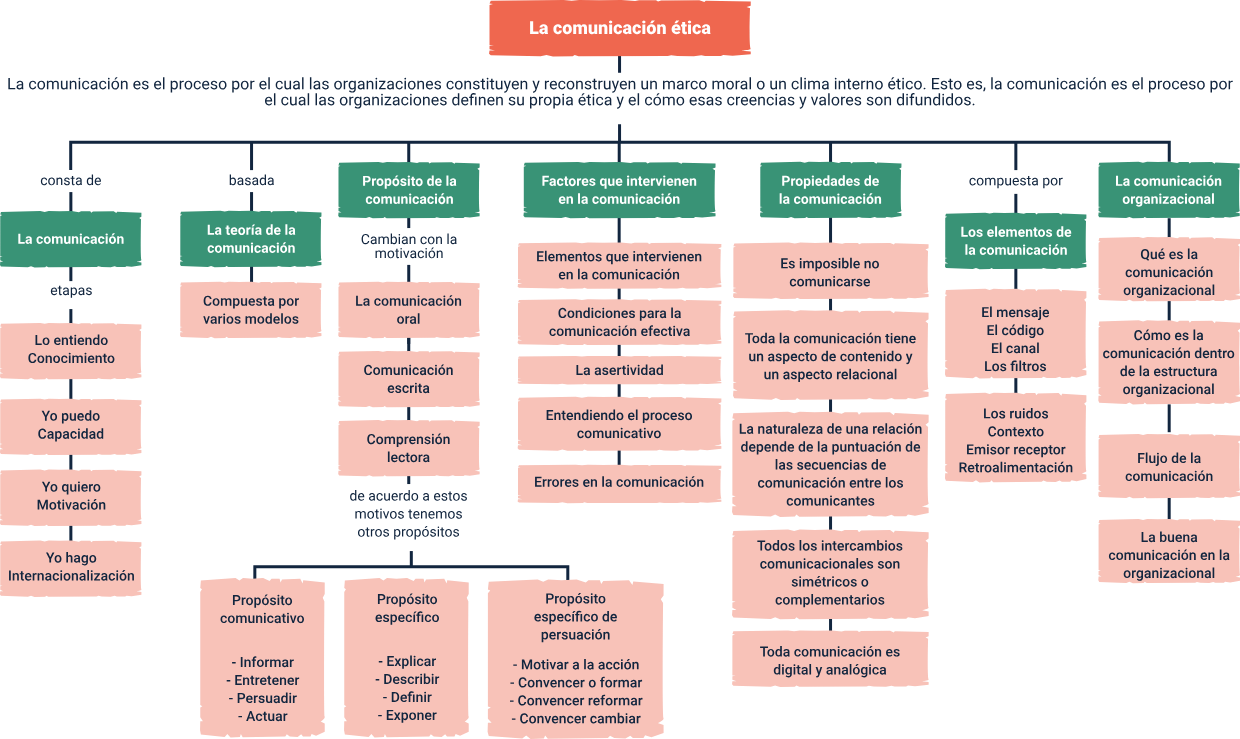 La comunicación ética
La comunicación es el proceso por el cual las organizaciones constituyen y reconstruyen un marco moral o un clima interno ético. Esto es, la comunicación es el proceso por
el cual las organizaciones definen su propia ética y el cómo esas creencias y valores son difundidos.
consta de
La comunicación
etapas
Lo entiendo
Conocimiento
Yo puedo
Capacidad
Yo quiero
Motivación
Yo hago
Internacionalización
basada
La teoría de la
comunicación
Compuesta por
varios modelos
Propósito de la
comunicación
Cambian con la
motivación
La comunicación
oral
Comunicación
escrita
Comprensión
lectora
de acuerdo a estos
motivos tenemos
otros propósitos
Propósito
comunicativo
- Informar
- Entretener
- Persuadir
- Actuar
Propósito
específico
- Explicar
- Describir
- Definir
- Exponer
Propósito
específico de
persuación
- Motivar a la acción
- Convencer o formar
- Convencer reformar
- Convencer cambiar
Factores que intervienen
en la comunicación
Elementos que intervienen
en la comunicación
Condiciones para la
comunicación efectiva
La asertividad
Entendiendo el proceso
comunicativo
Errores en la comunicación
Propiedades de
la comunicación
Es imposible no
comunicarse
Toda la comunicación tiene
un aspecto de contenido y
un aspecto relacional
La naturaleza de una relación
depende de la puntuación de
las secuencias de
comunicación entre los
comunicantes
Todos los intercambios
comunicacionales son
simétricos o
complementarios
Toda comunicación es
digital y analógica
compuesta por
Los elementos de
la comunicación
El mensaje
El código
El canal
Los filtros
Los ruidos
Contexto
Emisor receptor
Retroalimentación
La comunicación
organizacional
Qué es la
comunicación
organizacional
Cómo es la
comunicación dentro
de la estructura
organizacional
Flujo de la
comunicación
La buena
comunicación en la
organizacional